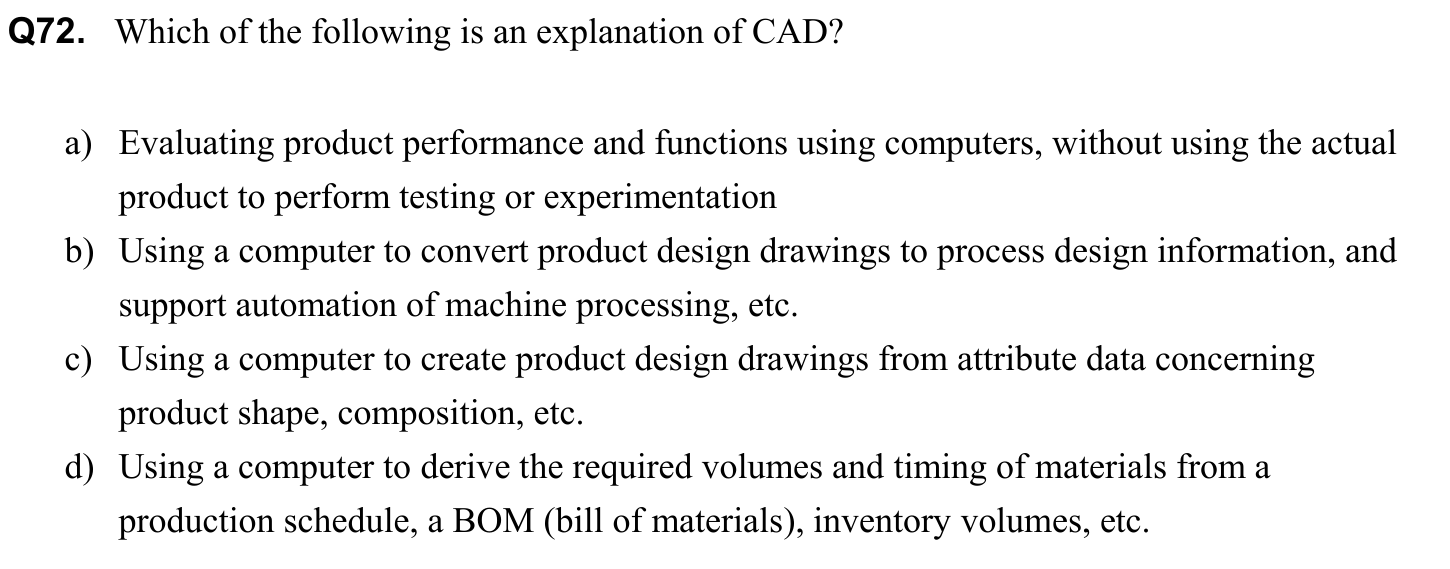 Q72. Which of the following is an explanation of CAD?
a) Evaluating product performance and functions using computers, without using the actual
product to perform testing or experimentation
b) Using a computer to convert product design drawings to process design information, and
support automation of machine processing, etc.
c) Using a computer to create product design drawings from attribute data concerning
product shape, composition, etc.
d) Using a computer to derive the required volumes and timing of materials from a
production schedule, a BOM (bill of materials), inventory volumes, etc.